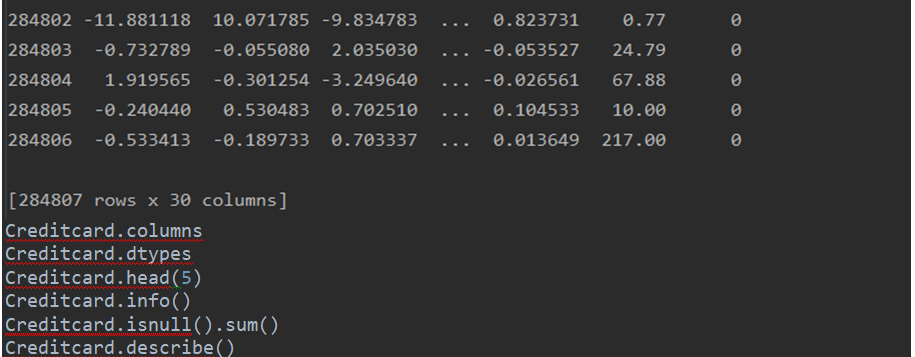 284802 -11.881118 10.071785 -9.834783 ... 0.823731 0.77 0
284803 -0.732789 -0.055080 2.035030 ... -0.053527 24.79 0
284804 1.919565 -0.301254 -3.249640 ... -0.026561 67.88 0
284805 -0.240440 0.530483 0.702510 ... 0.104533 10.00 0
284806 -0.533413 -0.189733 0.703337 ... 0.013649 217.00 0
[284807 rows x 30 columns]
Creditcard.columns
Creditcard.dtypes
Creditcard.head(5)
Creditcard.info()
Creditcard.isnull().sum()
Creditcard.describe()